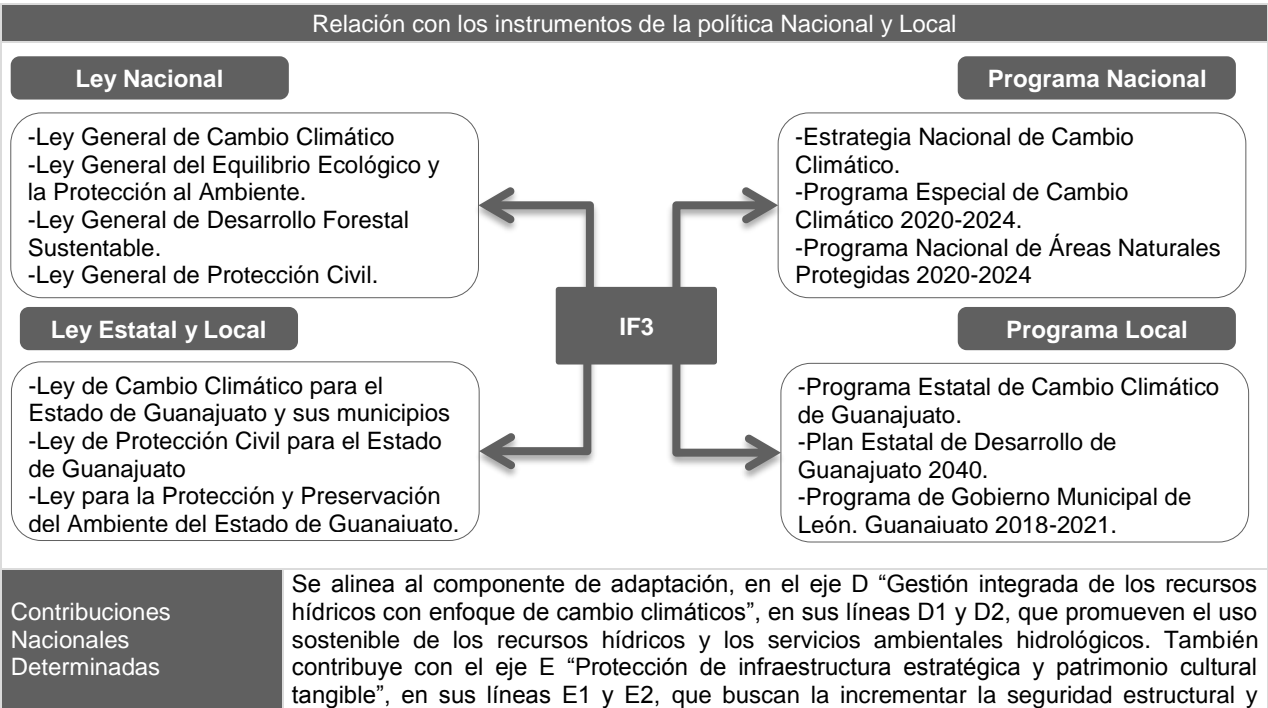 Relación con los instrumentos de la política Nacional y Local
Ley Nacional
-Ley General de Cambio Climático
-Ley General del Equilibrio Ecológico y
la Protección al Ambiente.
-Ley General de Desarrollo Forestal
Sustentable.
-Ley General de Protección Civil.
Programa Nacional
-Estrategia Nacional de Cambio
Climático.
-Programa Especial de Cambio
Climático 2020-2024.
-Programa Nacional de Áreas Naturales
Protegidas 2020-2024
IF3
Ley Estatal y Local
-Ley de Cambio Climático para el
Estado de Guanajuato y sus municipios
-Ley de Protección Civil para el Estado
de Guanajuato
-Ley para la Protección y Preservación
del Ambiente del Estado de Guanajuato.
Programa Local
-Programa Estatal de Cambio Climático
de Guanajuato.
-Plan Estatal de Desarrollo de
Guanajuato 2040.
-Programa de Gobierno Municipal de
León. Guanajuato 2018-2021.
Contribuciones
Nacionales
Determinadas
Se alinea al componente de adaptación, en el eje D “Gestión integrada de los recursos
hídricos con enfoque de cambio climáticos”, en sus líneas D1 y D2, que promueven el uso
sostenible de los recursos hídricos y los servicios ambientales hidrológicos. También
contribuye con el eje E “Protección de infraestructura estratégica y patrimonio cultural
tangible”, en sus líneas E1 y E2, que buscan la incrementar la seguridad estructural y